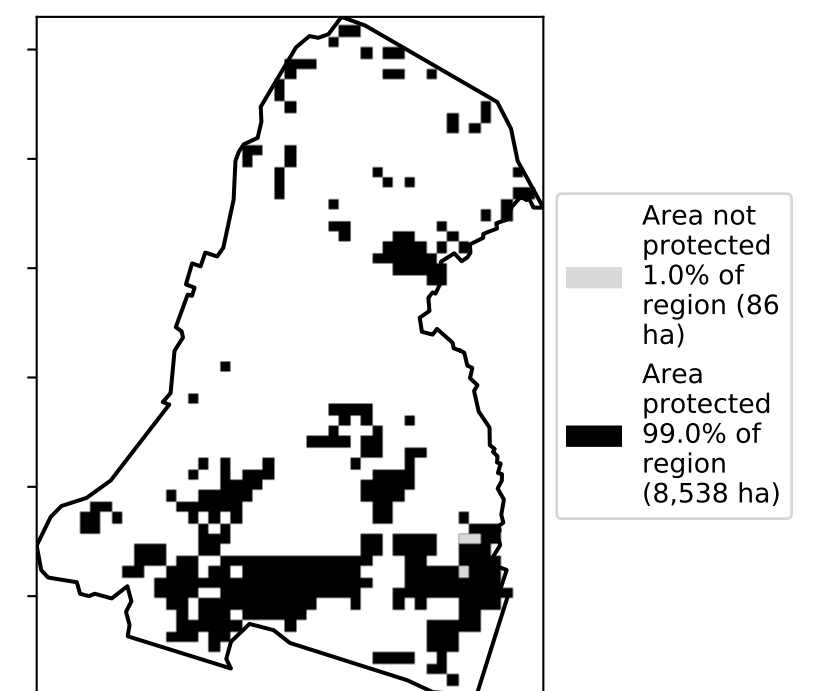 Area not
protected
1.0% of
region (86
ha)
Area
protected
99.0% of
region
(8,538 ha)